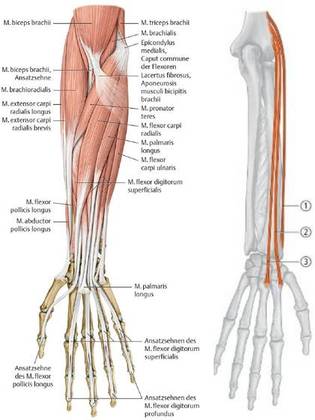 M. biceps brachii
M. biceps brachii,
Ansatzsehne
M. brachioradialis
M. extensor carpi
radialis longus
M. extensor carpi
radialis brevis
M. flexor
pollicis longus
M. abductor
pollicis longus
Ansatzsehne
des M. flexor
pollicis longus
M. triceps brachii
M. brachialis
Epicondylus
medialis,
Caput commune
der Flexoren
Lacertus fibrosus,
Aponeurosis
musculi bicipitis
brachii
M. pronator
teres
M. flexor carpi
radialis
M. palmaris
longus
M. flexor
carpi ulnaris
M. flexor digitorum
superficialis
M. palmaris
longus
Ansatzsehnen des
M. flexor digitorum
superficialis
Ansatzsehnen des
M. flexor digitorum
profundus
1
2
3